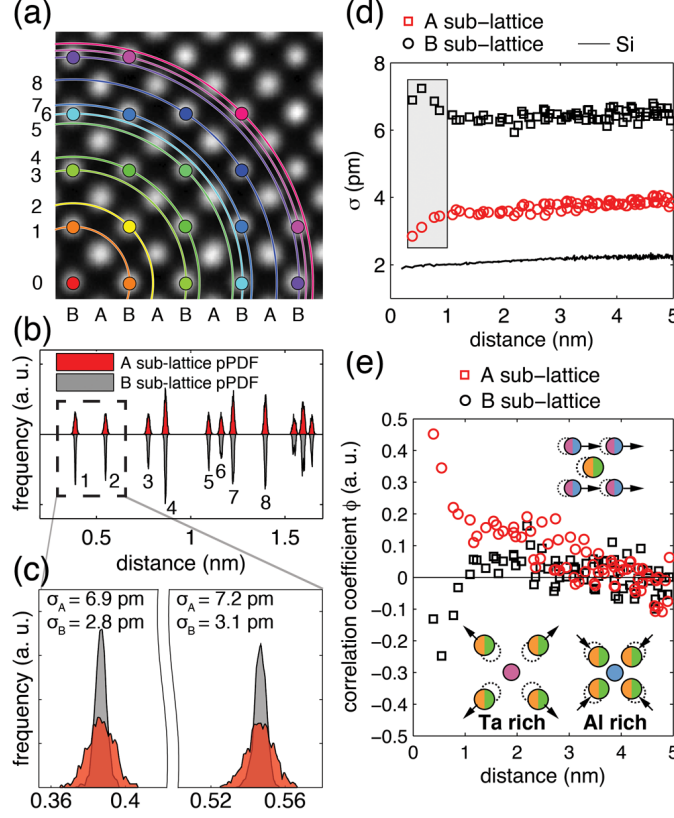 (a)
8
7
6
5
4
3
2
1
0
B A B A B A B A B
(b)
frequency (a. u.)
A sub-lattice pPDF
B sub-lattice pPDF
1 2 3 4 5 6 7 8
0.5 1 1.5
distance (nm)
(c)
frequency (a. u.)
σA = 6.9 pm
σB = 2.8 pm
σA = 7.2 pm
σB = 3.1 pm
0.36 0.4 0.52 0.56
(d)
A sub-lattice
B sub-lattice
Si
σ (pm)
8
6
4
2
0 1 2 3 4 5
distance (nm)
(e)
A sub-lattice
B sub-lattice
correlation coefficient ϕ (a. u.)
0.5
0.4
0.3
0.2
0.1
0
-0.1
-0.2
-0.3
-0.4
-0.5
Ta rich
Al rich
0 1 2 3 4 5
distance (nm)